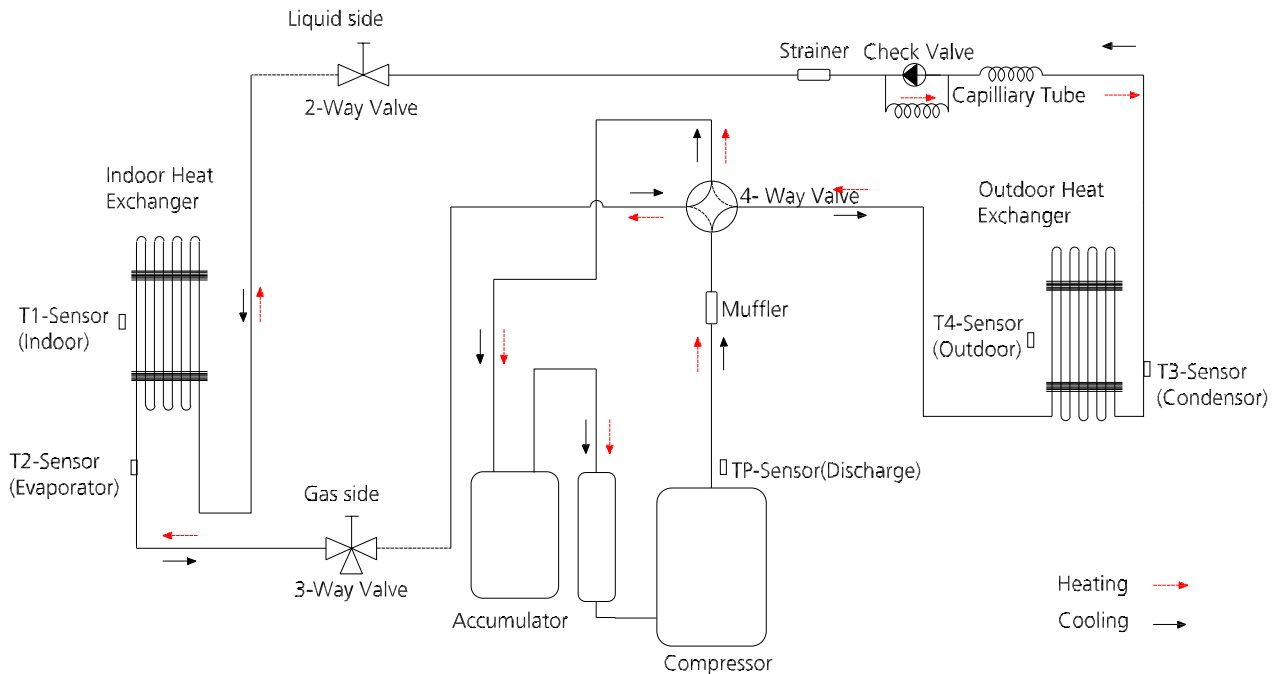 Liquid side
2-Way Valve
Strainer
Check Valve
Capilliary Tube
Indoor Heat
Exchanger
4- Way Valve
Outdoor Heat
Exchanger
T1-Sensor
(Indoor)
Muffler
T4-Sensor
(Outdoor)
T3-Sensor
(Condensor)
T2-Sensor
(Evaporator)
TP-Sensor(Discharge)
Gas side
3-Way Valve
Accumulator
Compressor
Heating
Cooling